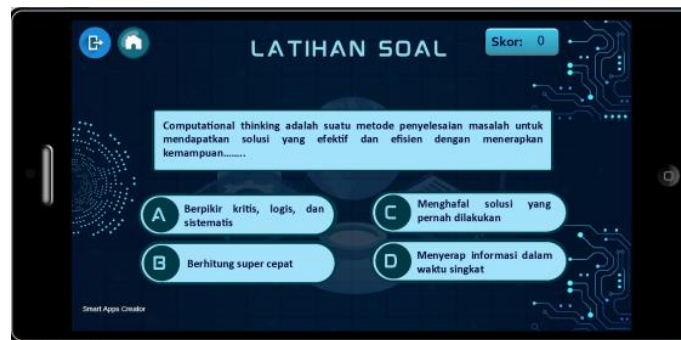 LATIHAN SOAL
Skor: 0
Computational thinking adalah suatu metode penyelesaian masalah untuk
mendapatkan solusi yang efektif dan efisien dengan menerapkan
kemampuan........
A Berpikir kritis, logis, dan
sistematis
B Berhitung super cepat
C Menghafal solusi yang
pernah dilakukan
D Menyerap informasi dalam
waktu singkat
Smart Apps Creator